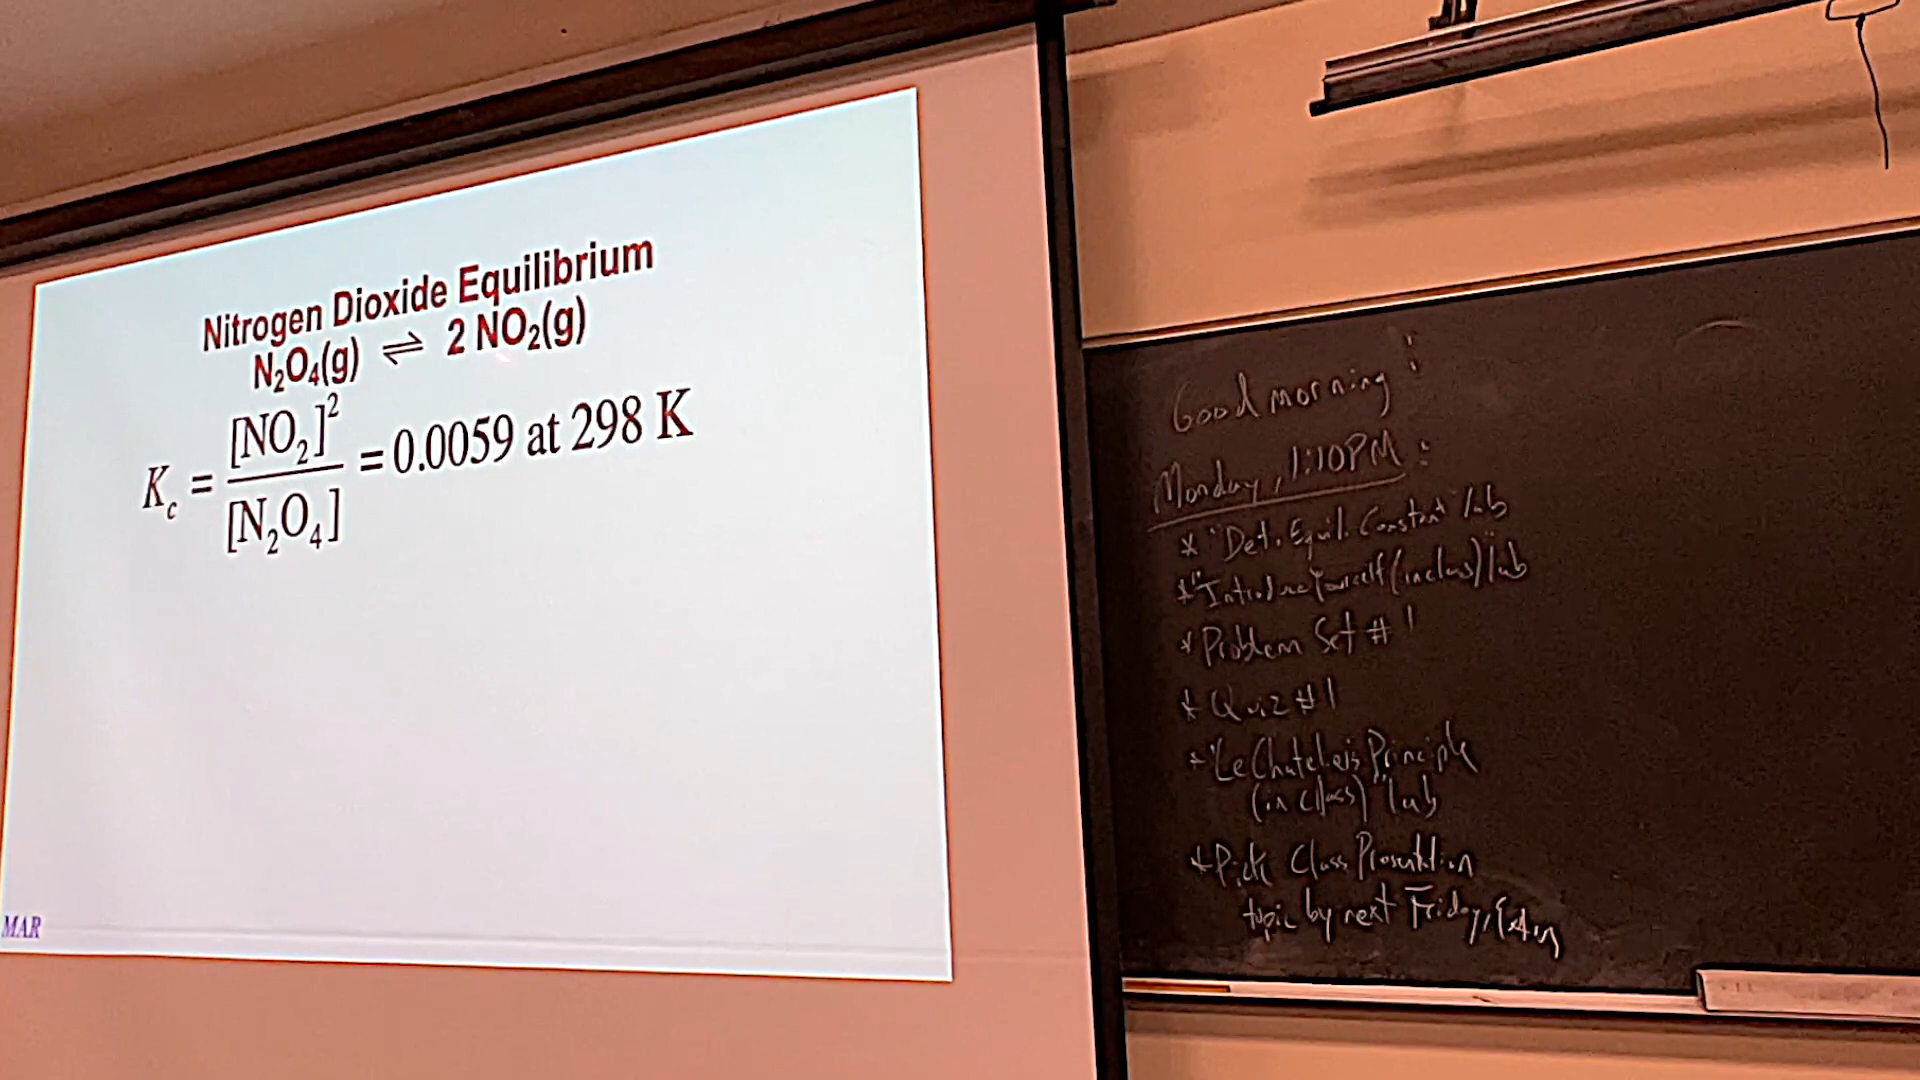 Nitrogen Dioxide Equilibrium
N₂O₄(g) ⇌ 2 NO₂(g)
K_c = [NO₂]² / [N₂O₄] = 0.0059 at 298 K
MAR
Good morning!
Monday, 1:10PM:
* "Det. Equil. Constant" lab
* "Introduce Yourself (in class)" lab
* Problem Set #1
* Quiz #1
* "Le Chatelier's Principle
(in class)" lab
* Pick Class Presentation
topic by next Friday,